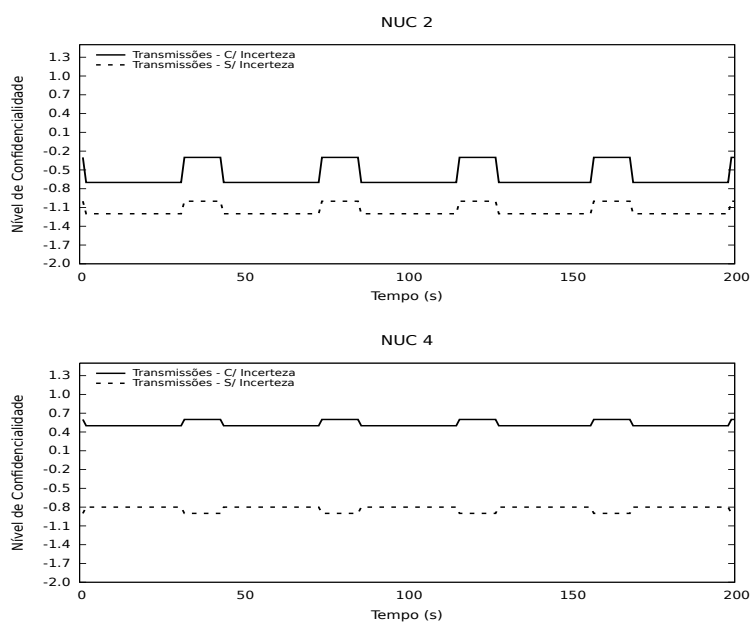 NUC 2
Transmissões - C/ Incerteza
Transmissões - S/ Incerteza
Nível de Confidencialidade
1.3
1.0
0.7
0.4
0.1
-0.2
-0.5
-0.8
-1.1
-1.4
-1.7
-2.0
0 50 100 150 200
Tempo (s)
NUC 4
Transmissões - C/ Incerteza
Transmissões - S/ Incerteza
Nível de Confidencialidade
1.3
1.0
0.7
0.4
0.1
-0.2
-0.5
-0.8
-1.1
-1.4
-1.7
-2.0
0 50 100 150 200
Tempo (s)